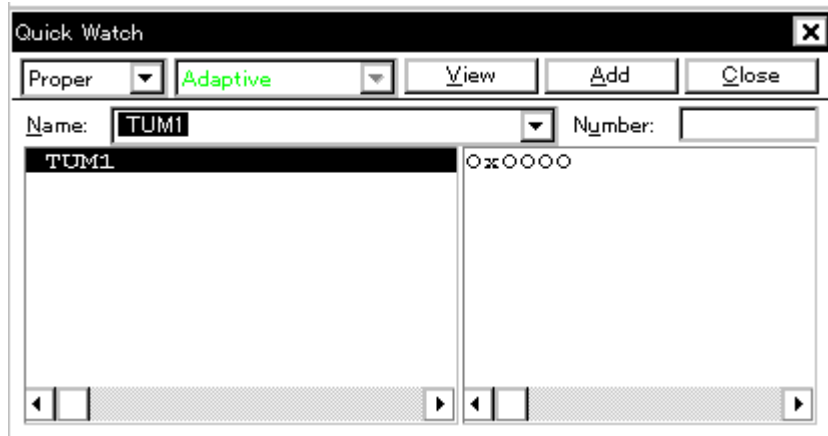 Quick Watch
Proper Adaptive View Add Close
Name: TUM1 Number:
TUM1 0x0000